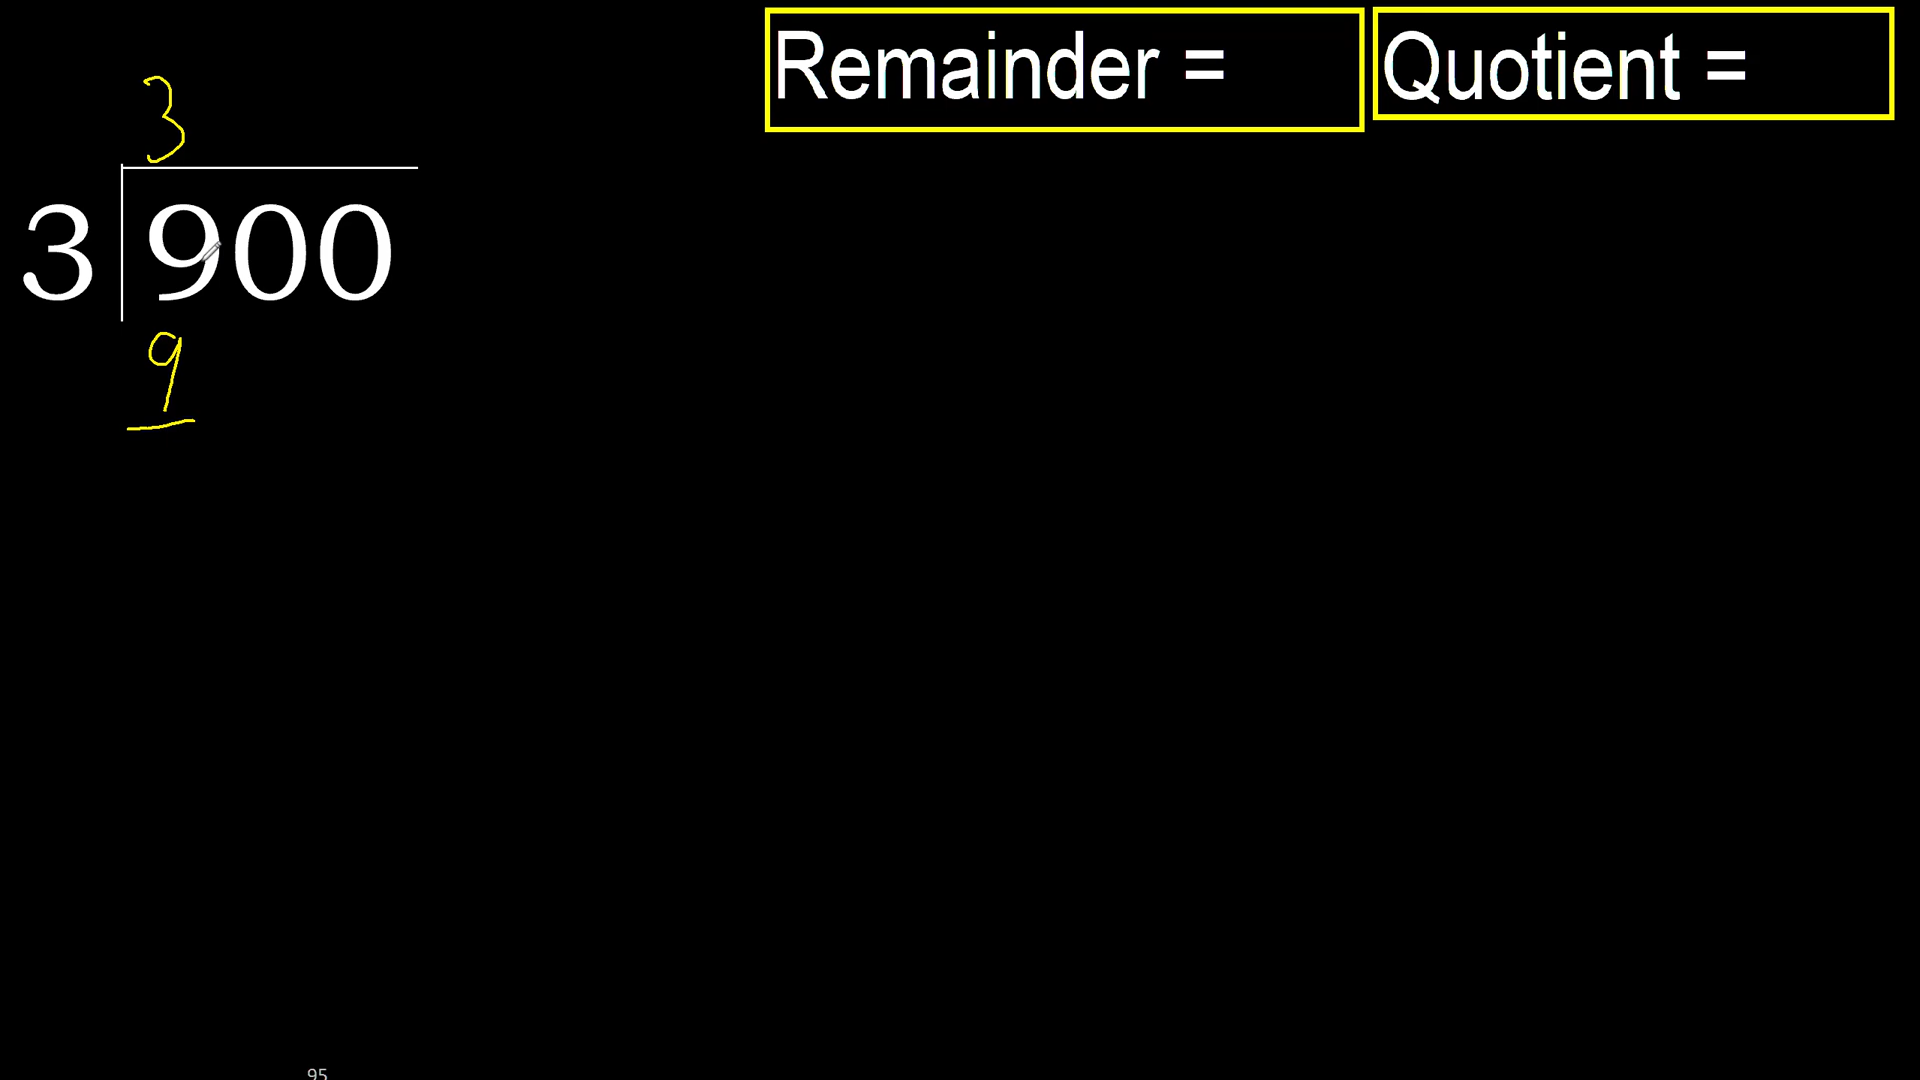 Remainder = Quotient =
3
3 900
9
95